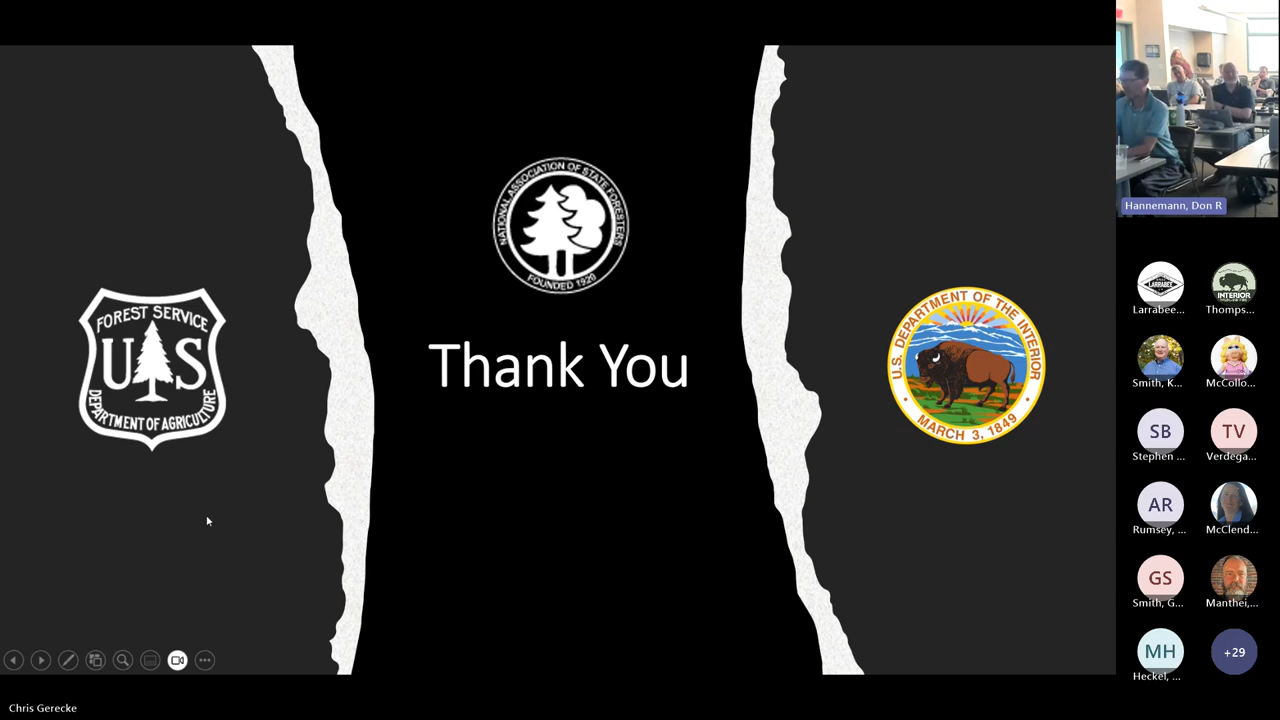 FOREST SERVICE
U S
DEPARTMENT OF AGRICULTURE
NATIONAL ASSOCIATION OF STATE FORESTERS
FOUNDED 1920
Thank You
U.S. DEPARTMENT OF THE INTERIOR
MARCH 3, 1849
Chris Gerecke
Hannemann, Don R
LARRABEE
INTERIOR
Larrabee...
Thomps...
Smith, K...
McCollo...
SB
TV
Stephen ...
Verdega...
AR
Rumsey, ...
McClend...
GS
Smith, G...
Manthei,...
MH
+29
Heckel, ...